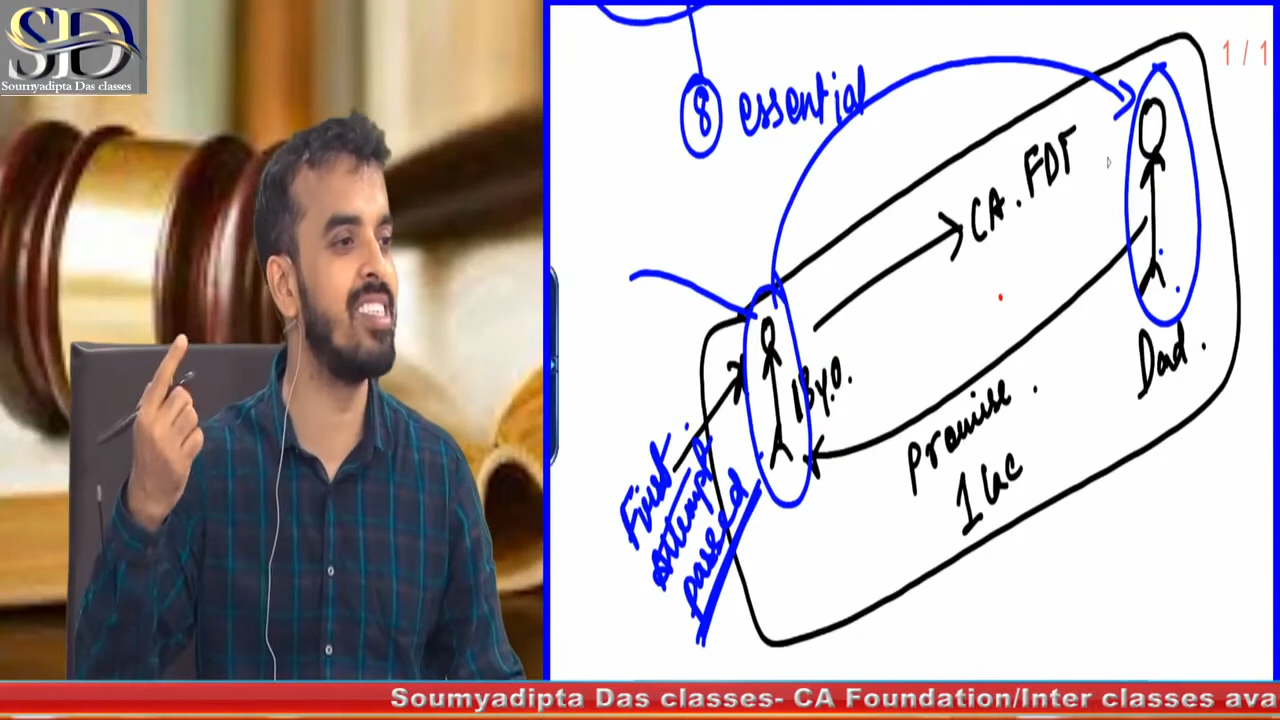 SD
Soumyadipta Das classes
1 / 1
8 essential
CA. FDT
18 y.o.
Dad.
Promise.
1 lac
First
Attempt
passed
Soumyadipta Das classes- CA Foundation/Inter classes ava